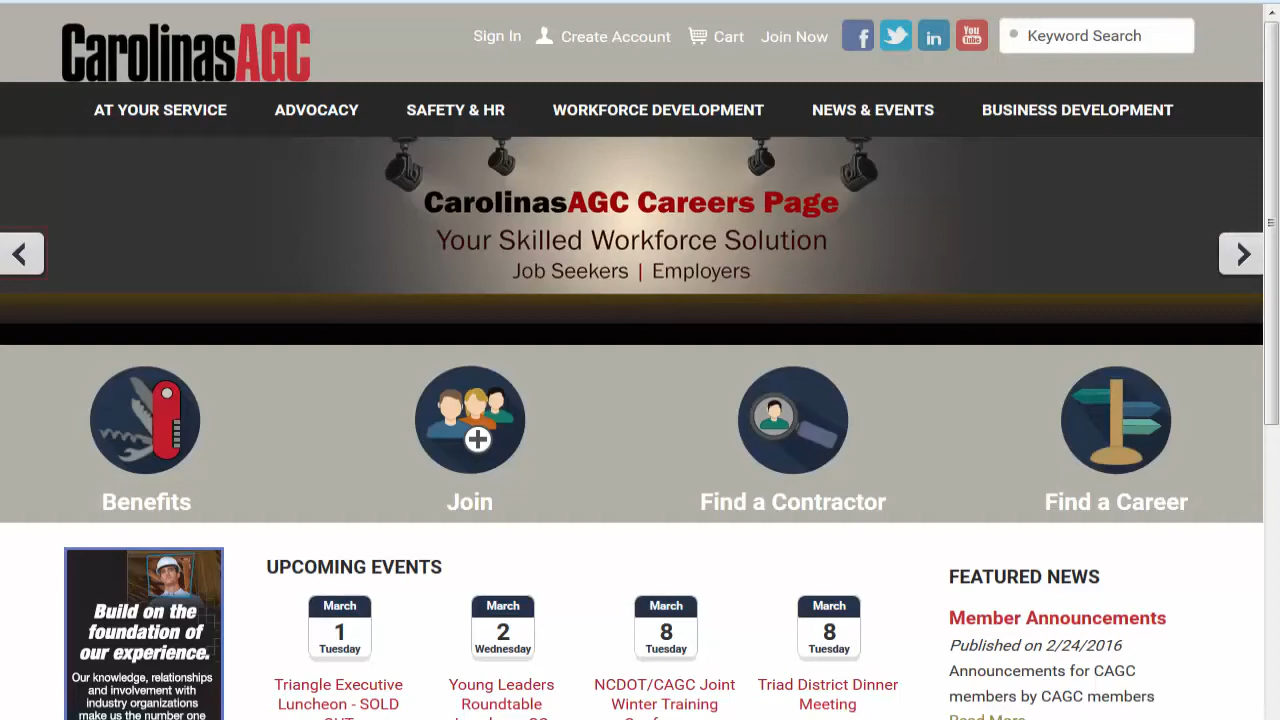 CarolinasAGC
Sign In
Create Account
Cart
Join Now
f
in
You
Tube
Keyword Search
AT YOUR SERVICE
ADVOCACY
SAFETY & HR
WORKFORCE DEVELOPMENT
NEWS & EVENTS
BUSINESS DEVELOPMENT
CarolinasAGC Careers Page
Your Skilled Workforce Solution
Job Seekers | Employers
Benefits
Join
Find a Contractor
Find a Career
Build on the
foundation of
our experience.
Our knowledge, relationships
and involvement with
industry organizations
make us the number one
UPCOMING EVENTS
March
1
Tuesday
Triangle Executive
Luncheon - SOLD
March
2
Wednesday
Young Leaders
Roundtable
March
8
Tuesday
NCDOT/CAGC Joint
Winter Training
March
8
Tuesday
Triad District Dinner
Meeting
FEATURED NEWS
Member Announcements
Published on 2/24/2016
Announcements for CAGC
members by CAGC members
Read More